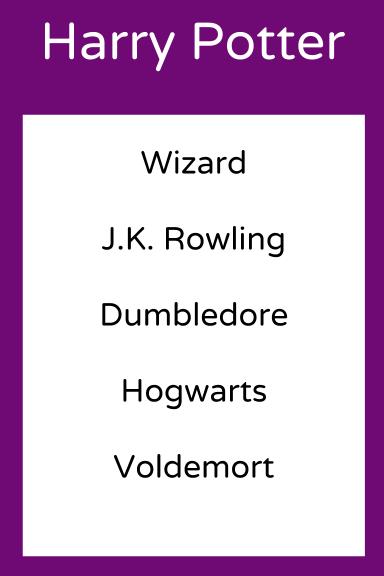 Harry Potter
Wizard
J.K. Rowling
Dumbledore
Hogwarts
Voldemort